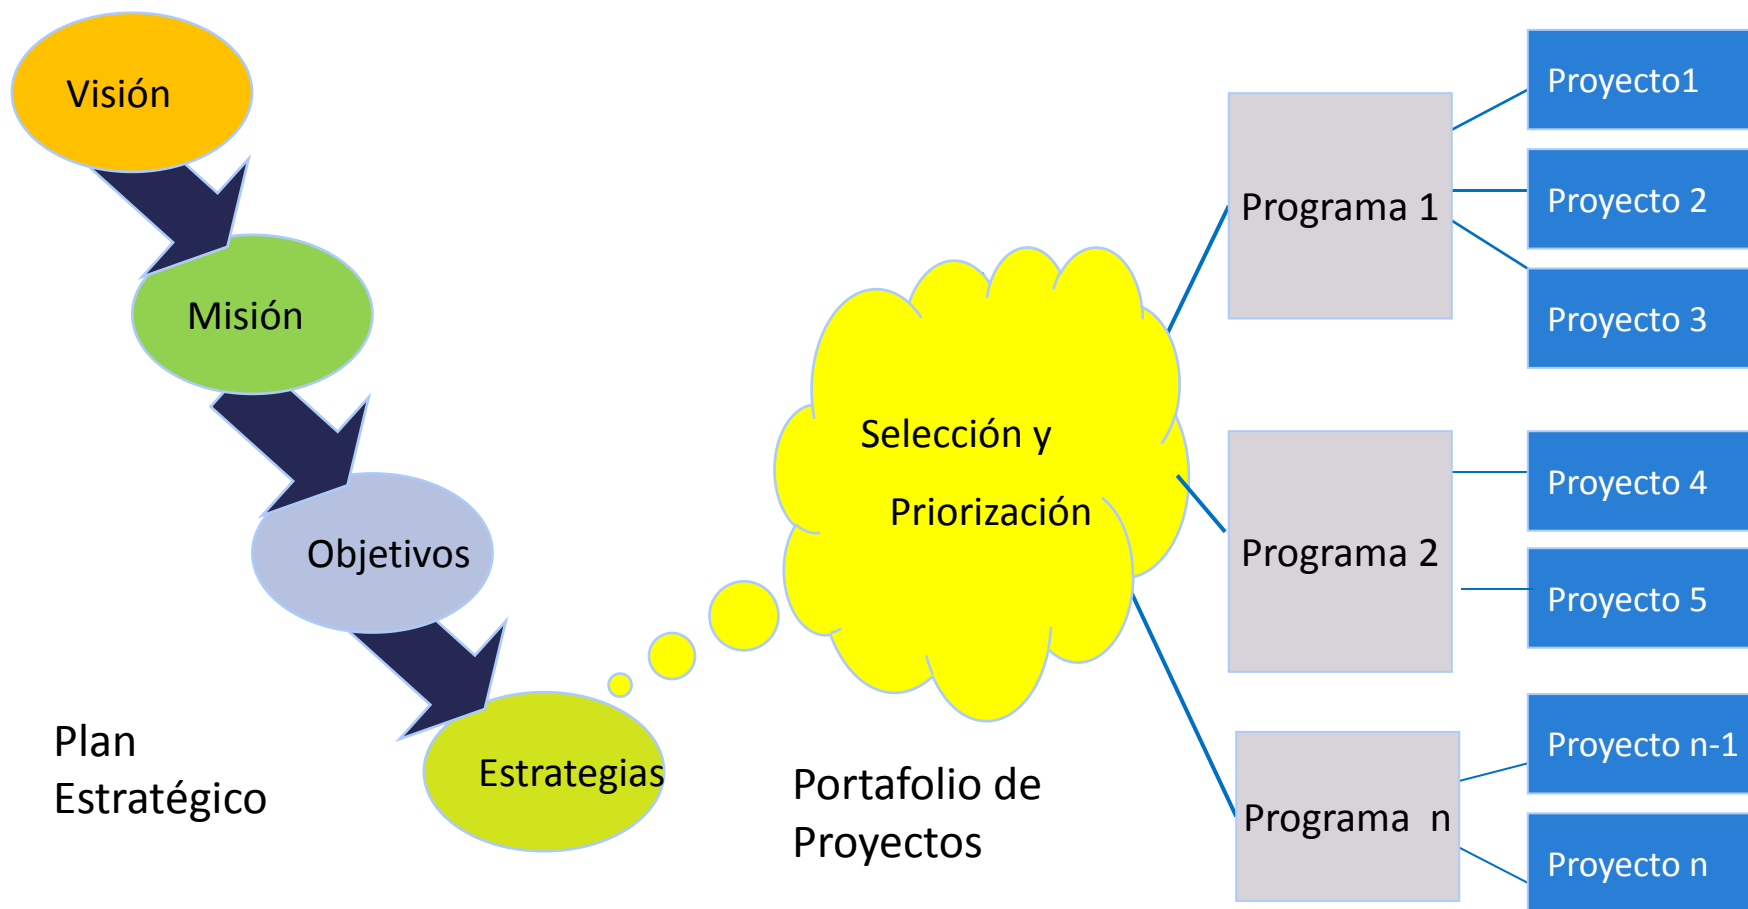 Visión
Misión
Objetivos
Estrategias
Plan
Estratégico
Selección y
Priorización
Portafolio de
Proyectos
Programa 1
Proyecto1
Proyecto 2
Proyecto 3
Programa 2
Proyecto 4
Proyecto 5
Programa n
Proyecto n-1
Proyecto n